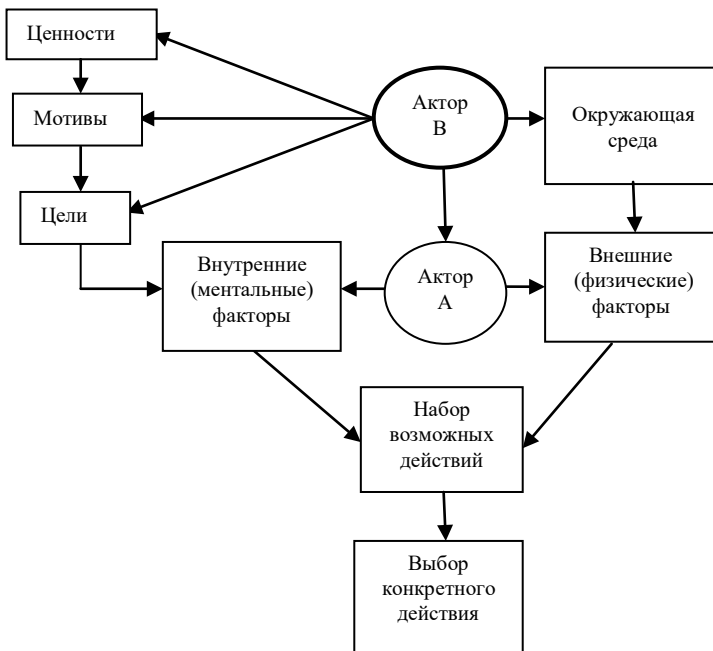 Ценности
Мотивы
Цели
Актор
В
Окружающая
среда
Внутренние
(ментальные)
факторы
Актор
А
Внешние
(физические)
факторы
Набор
возможных
действий
Выбор
конкретного
действия